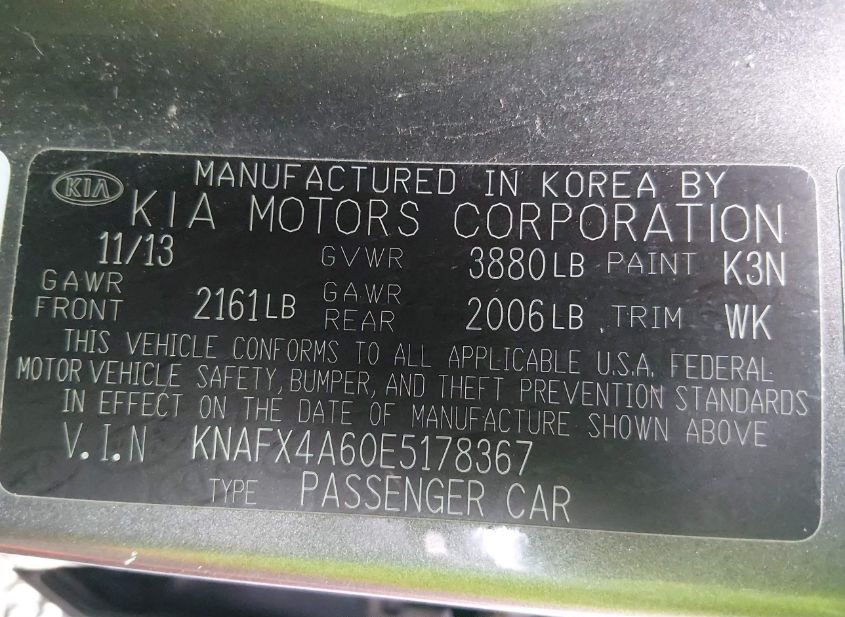 KIA
MANUFACTURED IN KOREA BY
KIA MOTORS CORPORATION
11/13 GVWR 3880LB PAINT K3N
GAWR FRONT 2161LB GAWR REAR 2006LB TRIM WK
THIS VEHICLE CONFORMS TO ALL APPLICABLE U.S.A. FEDERAL
MOTOR VEHICLE SAFETY, BUMPER, AND THEFT PREVENTION STANDARDS
IN EFFECT ON THE DATE OF MANUFACTURE SHOWN ABOVE
V.I.N KNAFX4A60E5178367
TYPE PASSENGER CAR